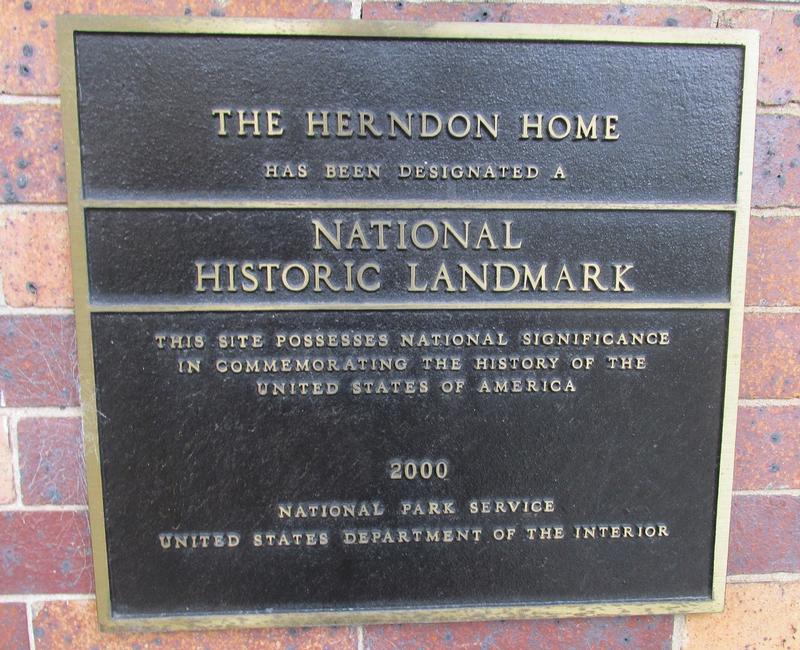 THE HERNDON HOME
HAS BEEN DESIGNATED A
NATIONAL
HISTORIC LANDMARK
THIS SITE POSSESSES NATIONAL SIGNIFICANCE
IN COMMEMORATING THE HISTORY OF THE
UNITED STATES OF AMERICA
2000
NATIONAL PARK SERVICE
UNITED STATES DEPARTMENT OF THE INTERIOR